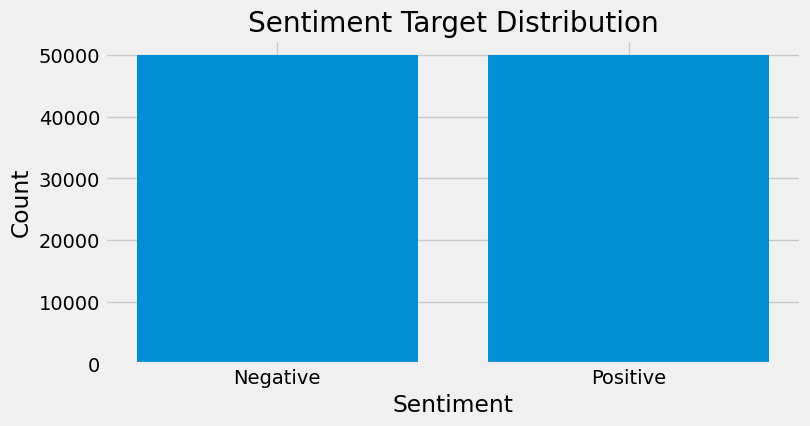 Sentiment Target Distribution
50000
40000
30000
20000
10000
0
Count
Negative
Positive
Sentiment